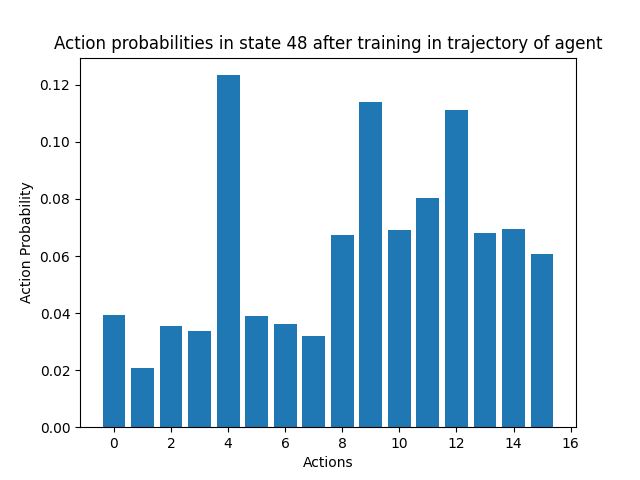 Action probabilities in state 48 after training in trajectory of agent
0.12
0.10
0.08
0.06
0.04
0.02
0.00
Action Probability
0 2 4 6 8 10 12 14 16
Actions